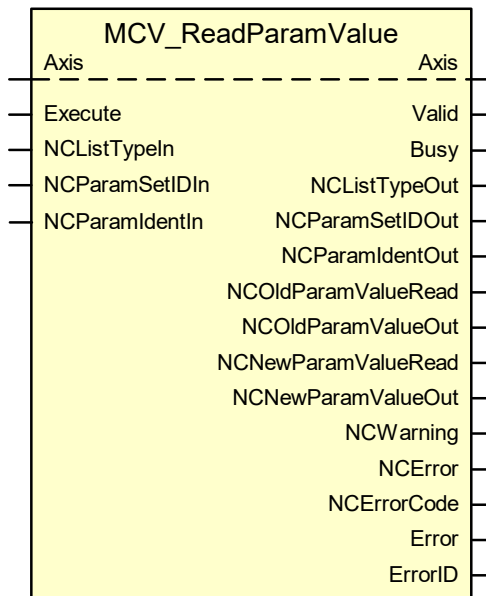 MCV_ReadParamValue
Axis Axis
Execute Valid
NCListTypeIn Busy
NCParamSetIDIn NCListTypeOut
NCParamIdentIn NCParamSetIDOut
NCParamIdentOut
NCOldParamValueRead
NCOldParamValueOut
NCNewParamValueRead
NCNewParamValueOut
NCWarning
NCError
NCErrorCode
Error
ErrorID